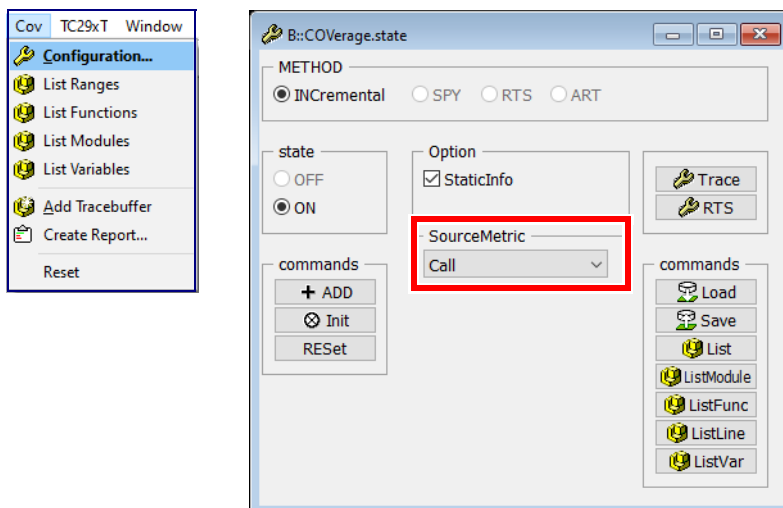 Cov TC29xT Window
Configuration...
List Ranges
List Functions
List Modules
List Variables
Add Tracebuffer
Create Report...
Reset
B::COVerage.state
METHOD
INCremental SPY RTS ART
state
OFF
ON
Option
StaticInfo
Trace
RTS
SourceMetric
Call
commands
+ ADD
Init
RESet
commands
Load
Save
List
ListModule
ListFunc
ListLine
ListVar